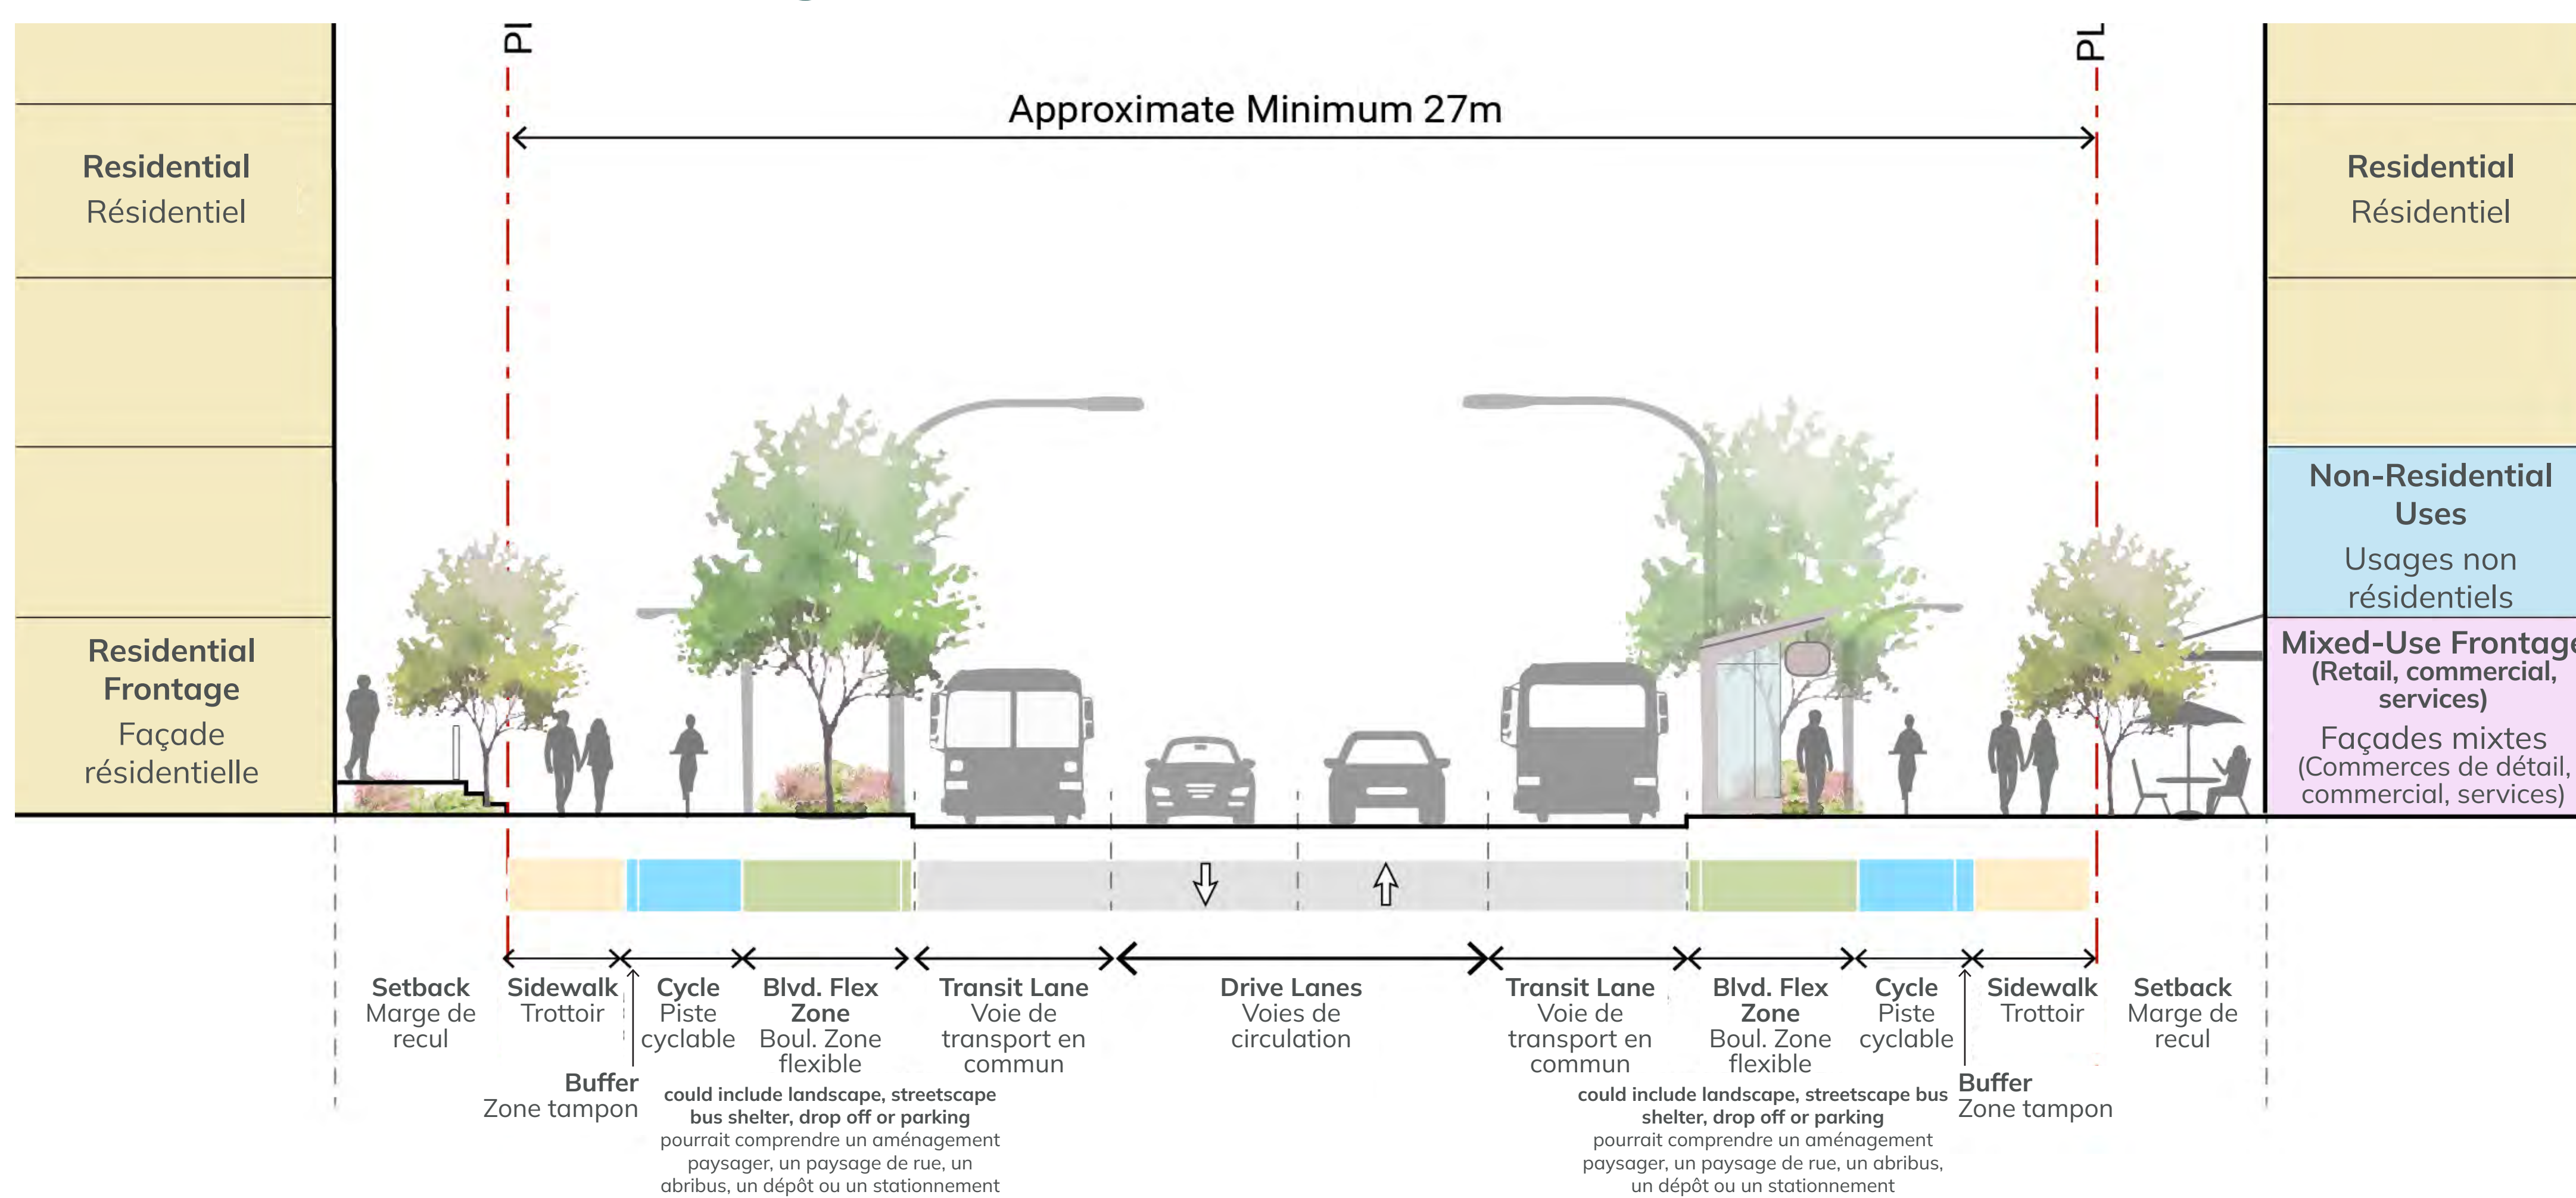 PL
PL
Approximate Minimum 27m
Residential
Résidentiel
Residential
Frontage
Façade
résidentielle
Residential
Résidentiel
Non-Residential
Uses
Usages non
résidentiels
Mixed-Use Frontage
(Retail, commercial,
services)
Façades mixtes
(Commerces de détail,
commercial, services)
Setback
Marge de
recul
Sidewalk
Trottoir
Buffer
Zone tampon
Cycle
Piste
cyclable
Blvd. Flex
Zone
Boul. Zone
flexible
could include landscape, streetscape
bus shelter, drop off or parking
pourrait comprendre un aménagement
paysager, un paysage de rue, un
abribus, un dépôt ou un stationnement
Transit Lane
Voie de
transport en
commun
Drive Lanes
Voies de
circulation
Transit Lane
Voie de
transport en
commun
Blvd. Flex
Zone
Boul. Zone
flexible
could include landscape, streetscape bus
shelter, drop off or parking
pourrait comprendre un aménagement
paysager, un paysage de rue, un abribus,
un dépôt ou un stationnement
Cycle
Piste
cyclable
Buffer
Zone tampon
Sidewalk
Trottoir
Setback
Marge de
recul